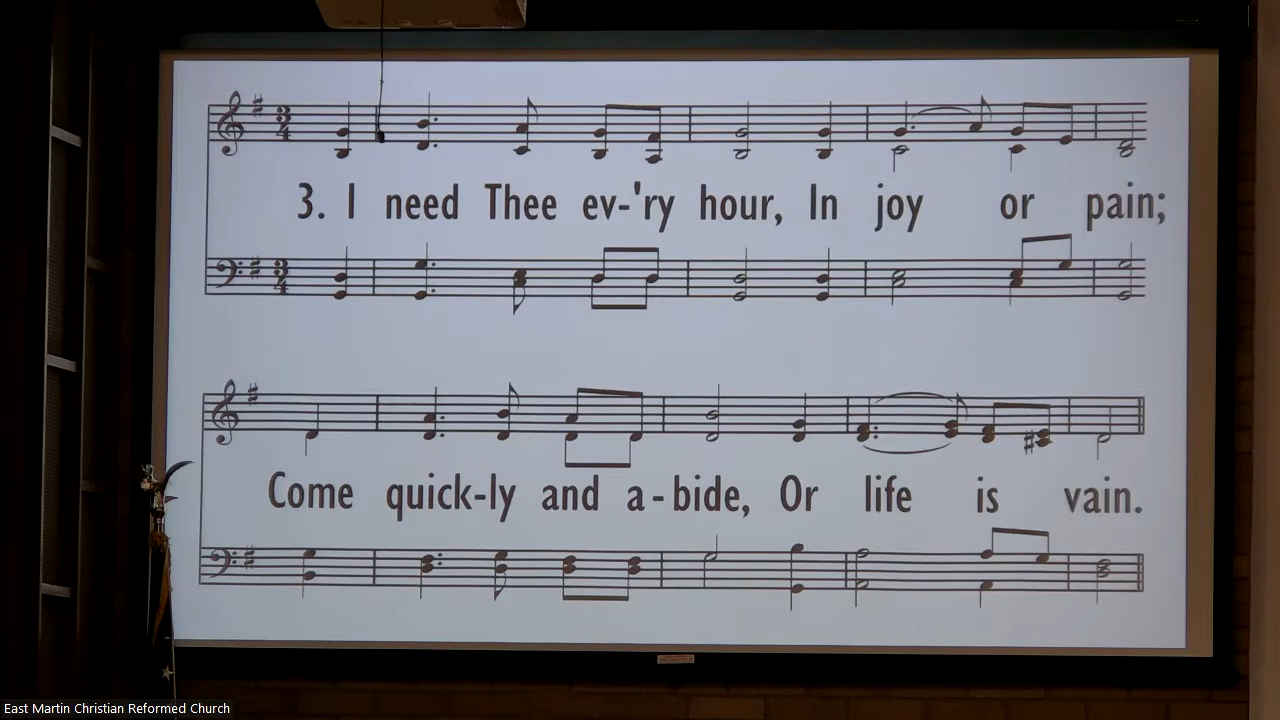 3. I need Thee ev-'ry hour, In joy or pain;
Come quick-ly and a-bide, Or life is vain.
East Martin Christian Reformed Church